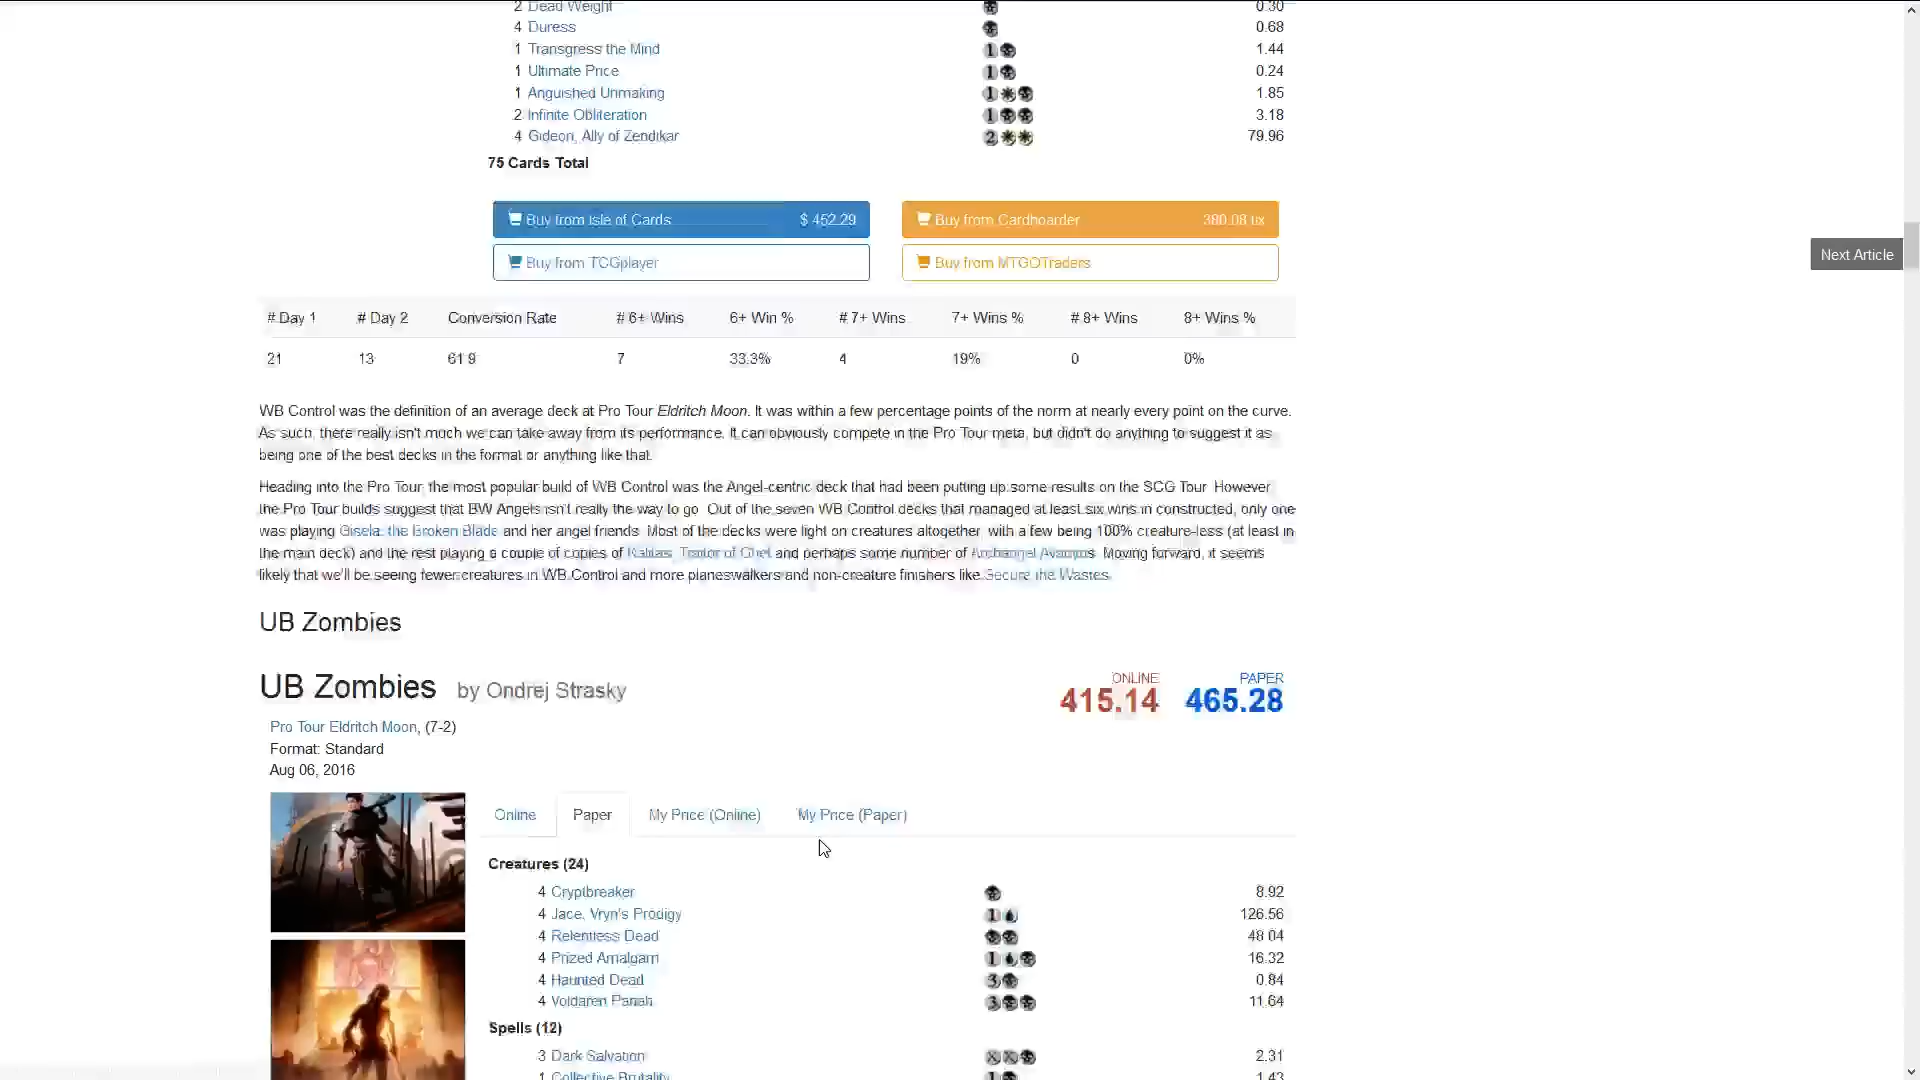 2 Dead Weight 0.30
4 Duress 0.68
1 Transgress the Mind 1 1.44
1 Ultimate Price 1 0.24
1 Anguished Unmaking 1 1.85
2 Infinite Obliteration 1 3.18
4 Gideon, Ally of Zendikar 2 79.96
75 Cards Total
Buy from Isle of Cards $ 452.29 Buy from Cardhoarder 380.08 tix
Buy from TCGplayer Buy from MTGOTraders
Next Article
# Day 1 # Day 2 Conversion Rate # 6+ Wins 6+ Win % # 7+ Wins 7+ Wins % # 8+ Wins 8+ Wins %
21 13 61.9 7 33.3% 4 19% 0 0%
WB Control was the definition of an average deck at Pro Tour Eldritch Moon. It was within a few percentage points of the norm at nearly every point on the curve.
As such, there really isn't much we can take away from its performance. It can obviously compete in the Pro Tour meta, but didn't do anything to suggest it as
being one of the best decks in the format or anything like that.
Heading into the Pro Tour, the most popular build of WB Control was the Angel-centric deck that had been putting up some results on the SCG Tour. However,
the Pro Tour builds suggest that BW Angels isn't really the way to go. Out of the seven WB Control decks that managed at least six wins in constructed, only one
was playing Gisela, the Broken Blade and her angel friends. Most of the decks were light on creatures altogether, with a few being 100% creature-less (at least in
the main deck) and the rest playing a couple of copies of Kalitas, Traitor of Ghet and perhaps some number of Archangel Avacyns. Moving forward, it seems
likely that we'll be seeing fewer creatures in WB Control and more planeswalkers and non-creature finishers like Secure the Wastes.
UB Zombies
UB Zombies by Ondrej Strasky
ONLINE PAPER
415.14 465.28
Pro Tour Eldritch Moon, (7-2)
Format: Standard
Aug 06, 2016
Online Paper My Price (Online) My Price (Paper)
Creatures (24)
4 Cryptbreaker 8.92
4 Jace, Vryn's Prodigy 1 126.56
4 Relentless Dead 48.04
4 Prized Amalgam 1 16.32
4 Haunted Dead 3 0.84
4 Voldaren Pariah 3 11.64
Spells (12)
3 Dark Salvation X X 2.31
1 Collective Brutality 1 1.43